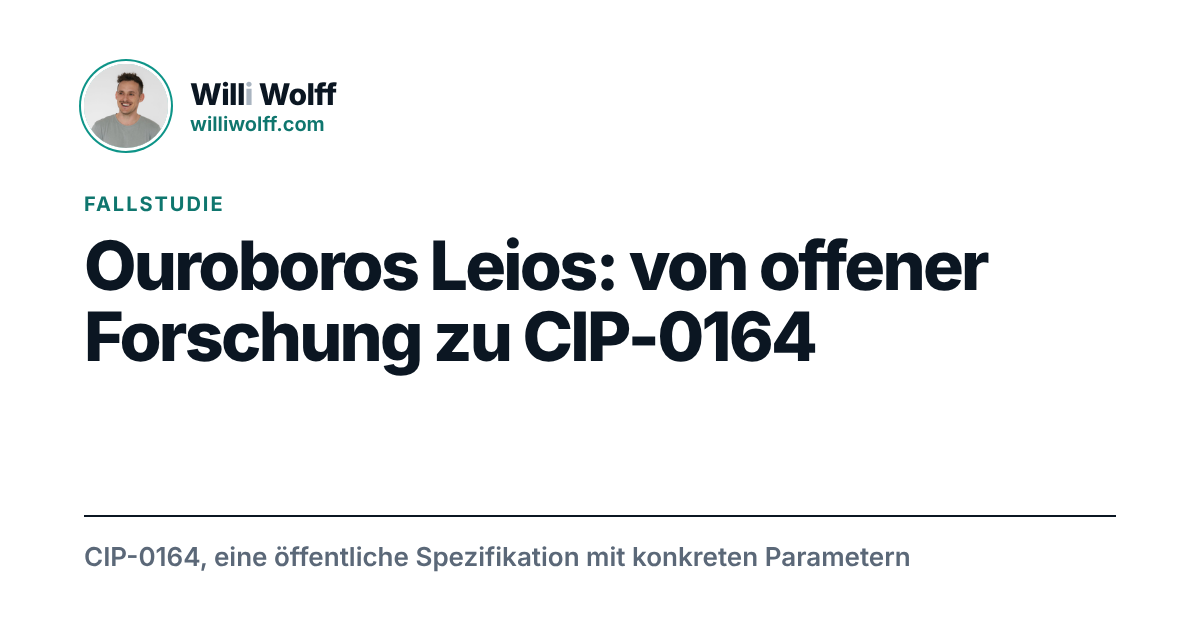 Willi Wolff
williwolff.com
FALLSTUDIE
Ouroboros Leios: von offener
Forschung zu CIP-0164
CIP-0164, eine öffentliche Spezifikation mit konkreten Parametern